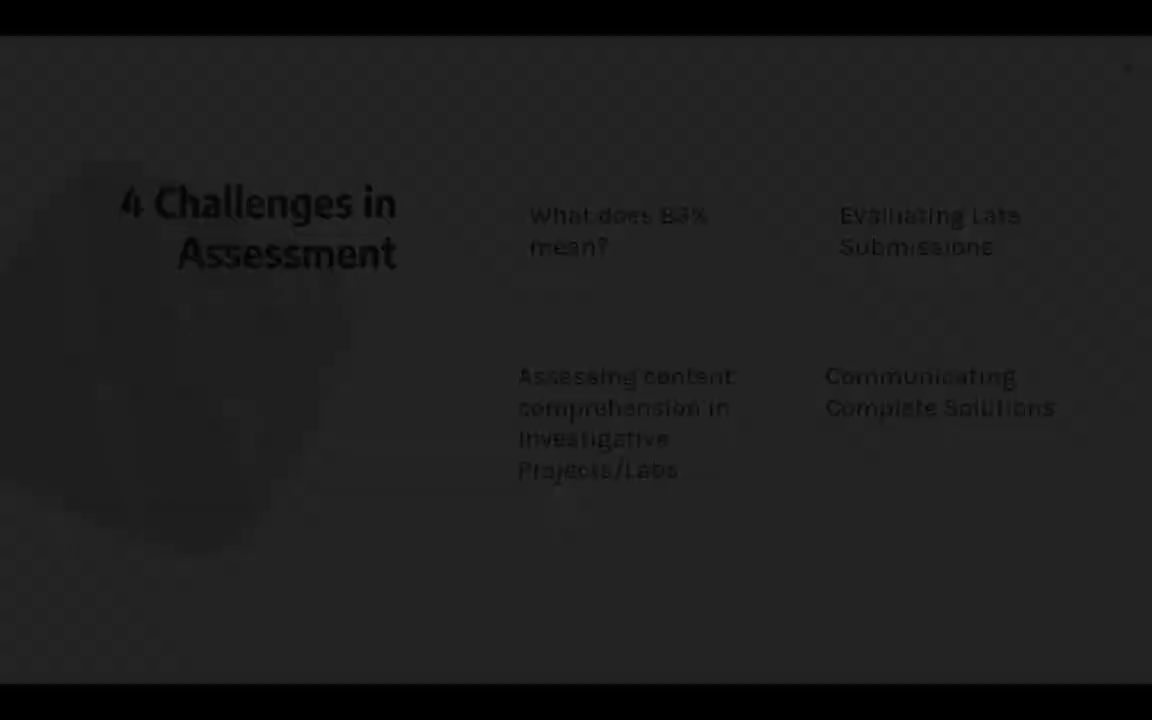 4 Challenges in
Assessment
What does
mean?
Evaluating Late
Submissions
Assessing content
comprehension in
Investigative
Projects/Labs
Communicating
Complete Solutions